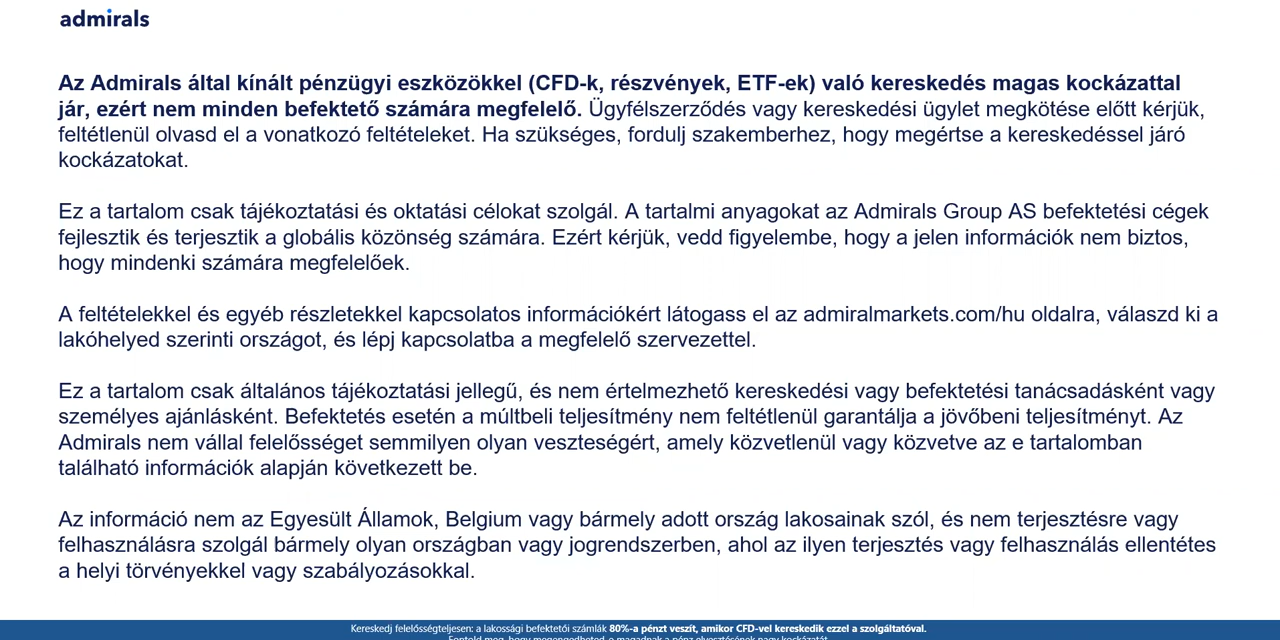 admirals
Az Admirals által kínált pénzügyi eszközökkel (CFD-k, részvények, ETF-ek) való kereskedés magas kockázattal
jár, ezért nem minden befektető számára megfelelő. Ügyfélszerződés vagy kereskedési ügylet megkötése előtt kérjük,
feltétlenül olvasd el a vonatkozó feltételeket. Ha szükséges, fordulj szakemberhez, hogy megértse a kereskedéssel járó
kockázatokat.
Ez a tartalom csak tájékoztatási és oktatási célokat szolgál. A tartalmi anyagokat az Admirals Group AS befektetési cégek
fejlesztik és terjesztik a globális közönség számára. Ezért kérjük, vedd figyelembe, hogy a jelen információk nem biztos,
hogy mindenki számára megfelelőek.
A feltételekkel és egyéb részletekkel kapcsolatos információkért látogass el az admiralmarkets.com/hu oldalra, válaszd ki a
lakóhelyed szerinti országot, és lépj kapcsolatba a megfelelő szervezettel.
Ez a tartalom csak általános tájékoztatási jellegű, és nem értelmezhető kereskedési vagy befektetési tanácsadásként vagy
személyes ajánlásként. Befektetés esetén a múltbeli teljesítmény nem feltétlenül garantálja a jövőbeni teljesítményt. Az
Admirals nem vállal felelősséget semmilyen olyan veszteségért, amely közvetlenül vagy közvetve az e tartalomban
található információk alapján következett be.
Az információ nem az Egyesült Államok, Belgium vagy bármely adott ország lakosainak szól, és nem terjesztésre vagy
felhasználásra szolgál bármely olyan országban vagy jogrendszerben, ahol az ilyen terjesztés vagy felhasználás ellentétes
a helyi törvényekkel vagy szabályozásokkal.
Kereskedj felelősségteljesen: a lakossági befektetői számlák 80%-a pénzt veszít, amikor CFD-vel kereskedik ezzel a szolgáltatóval.
Fontold meg, hogy megengedheted-e magadnak a pénz elvesztésének nagy kockázatát.